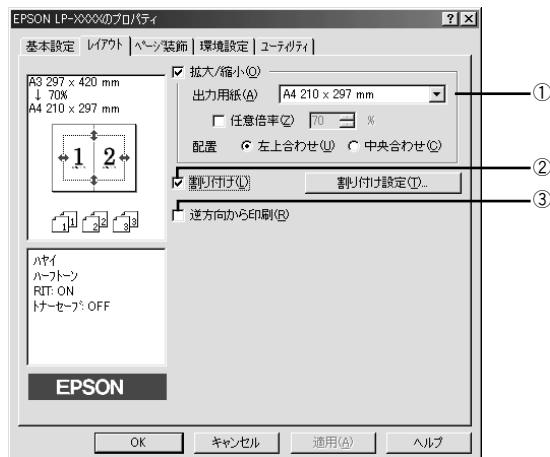 EPSON LP-XXXXのプロパティ
基本設定 レイアウト ページ装飾 環境設定 ユーティリティ
A3 297 x 420 mm
↓ 70%
A4 210 x 297 mm
1 2
1 1 2 2 3 3
ハヤイ
ハーフトーン
RIT: ON
トナーセーブ: OFF
EPSON
拡大/縮小(O)
出力用紙(A) A4 210 x 297 mm
任意倍率(Z) 70 %
配置 左上合わせ(U) 中央合わせ(C)
割り付け(L) 割り付け設定(T)...
逆方向から印刷(R)
①
②
③
OK キャンセル 適用(A) ヘルプ